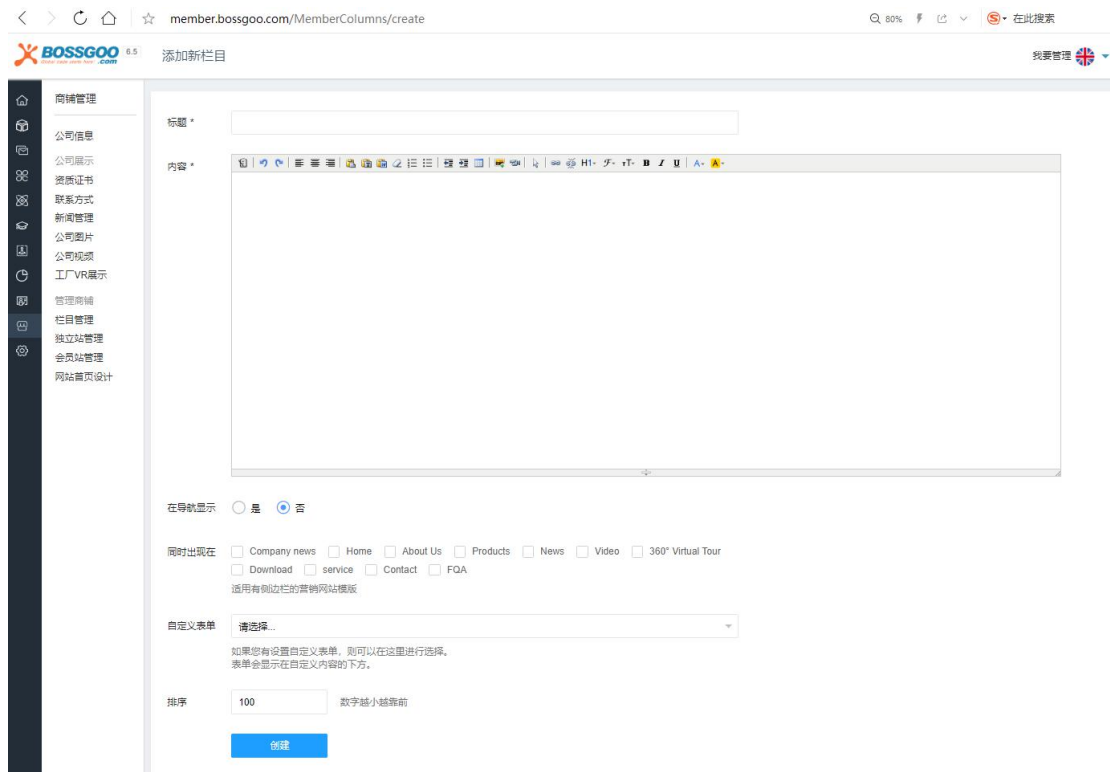 member.bossgoo.com/MemberColumns/create
80%
在此搜索
BOSSGOO
.com
6.5
添加新栏目
我要管理
商铺管理
公司信息
公司展示
资质证书
联系方式
新闻管理
公司图片
公司视频
工厂VR展示
管理商铺
栏目管理
独立站管理
会员站管理
网站首页设计
标题 *
内容 *
H1 F T B I U A A
在导航显示 是 否
同时出现在 Company news Home About Us Products News Video 360° Virtual Tour
Download service Contact FQA
适用有侧边栏的营销网站模版
自定义表单 请选择...
如果您有设置自定义表单，则可以在这里进行选择。
表单会显示在自定义内容的下方。
排序 100 数字越小越靠前
创建